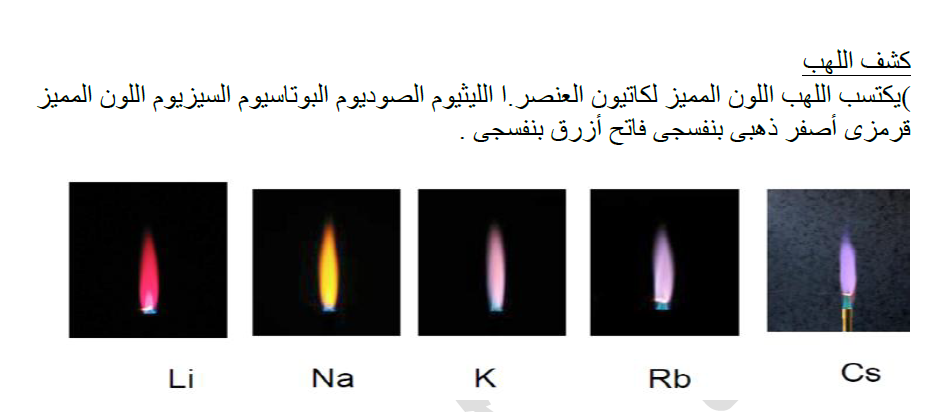 كشف اللهب
)يكتسب اللهب اللون المميز لكاتيون العنصر.ا الليثيوم الصوديوم البوتاسيوم السيزيوم اللون المميز
قرمزى أصفر ذهبى بنفسجى فاتح أزرق بنفسجى .
Li Na K Rb Cs